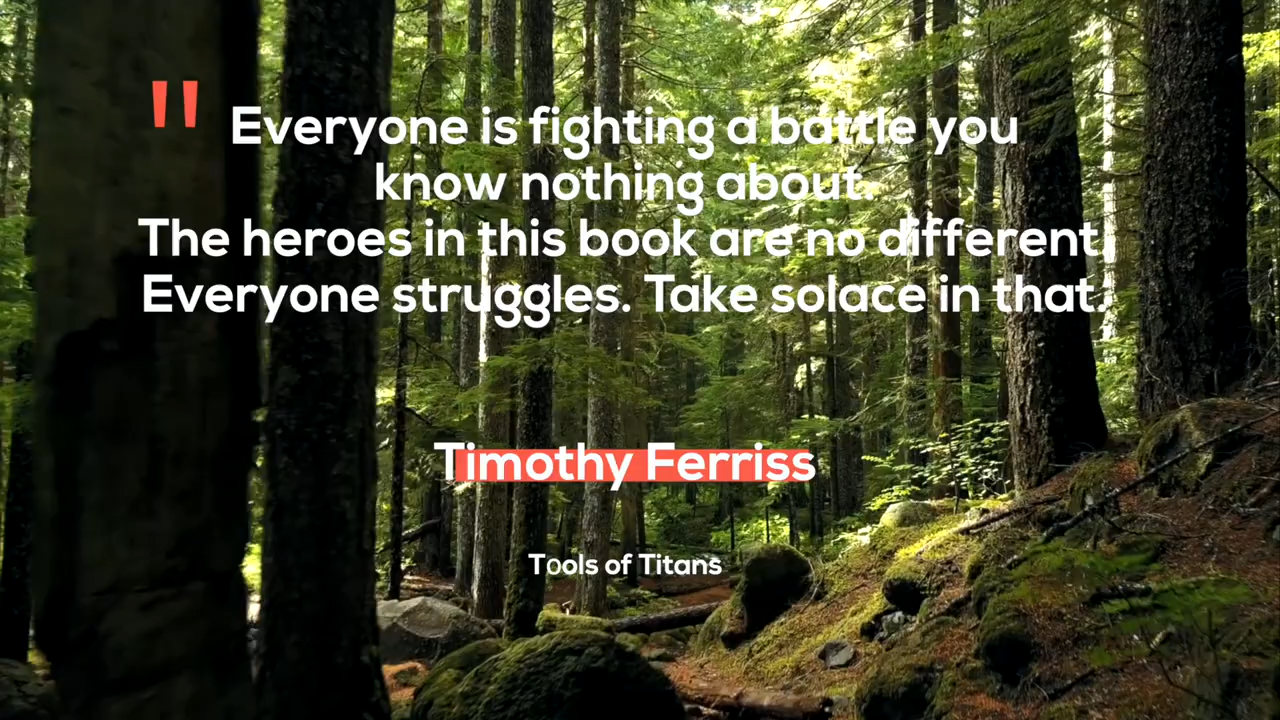 " Everyone is fighting a battle you
know nothing about.
The heroes in this book are no different.
Everyone struggles. Take solace in that.
Timothy Ferriss
Tools of Titans